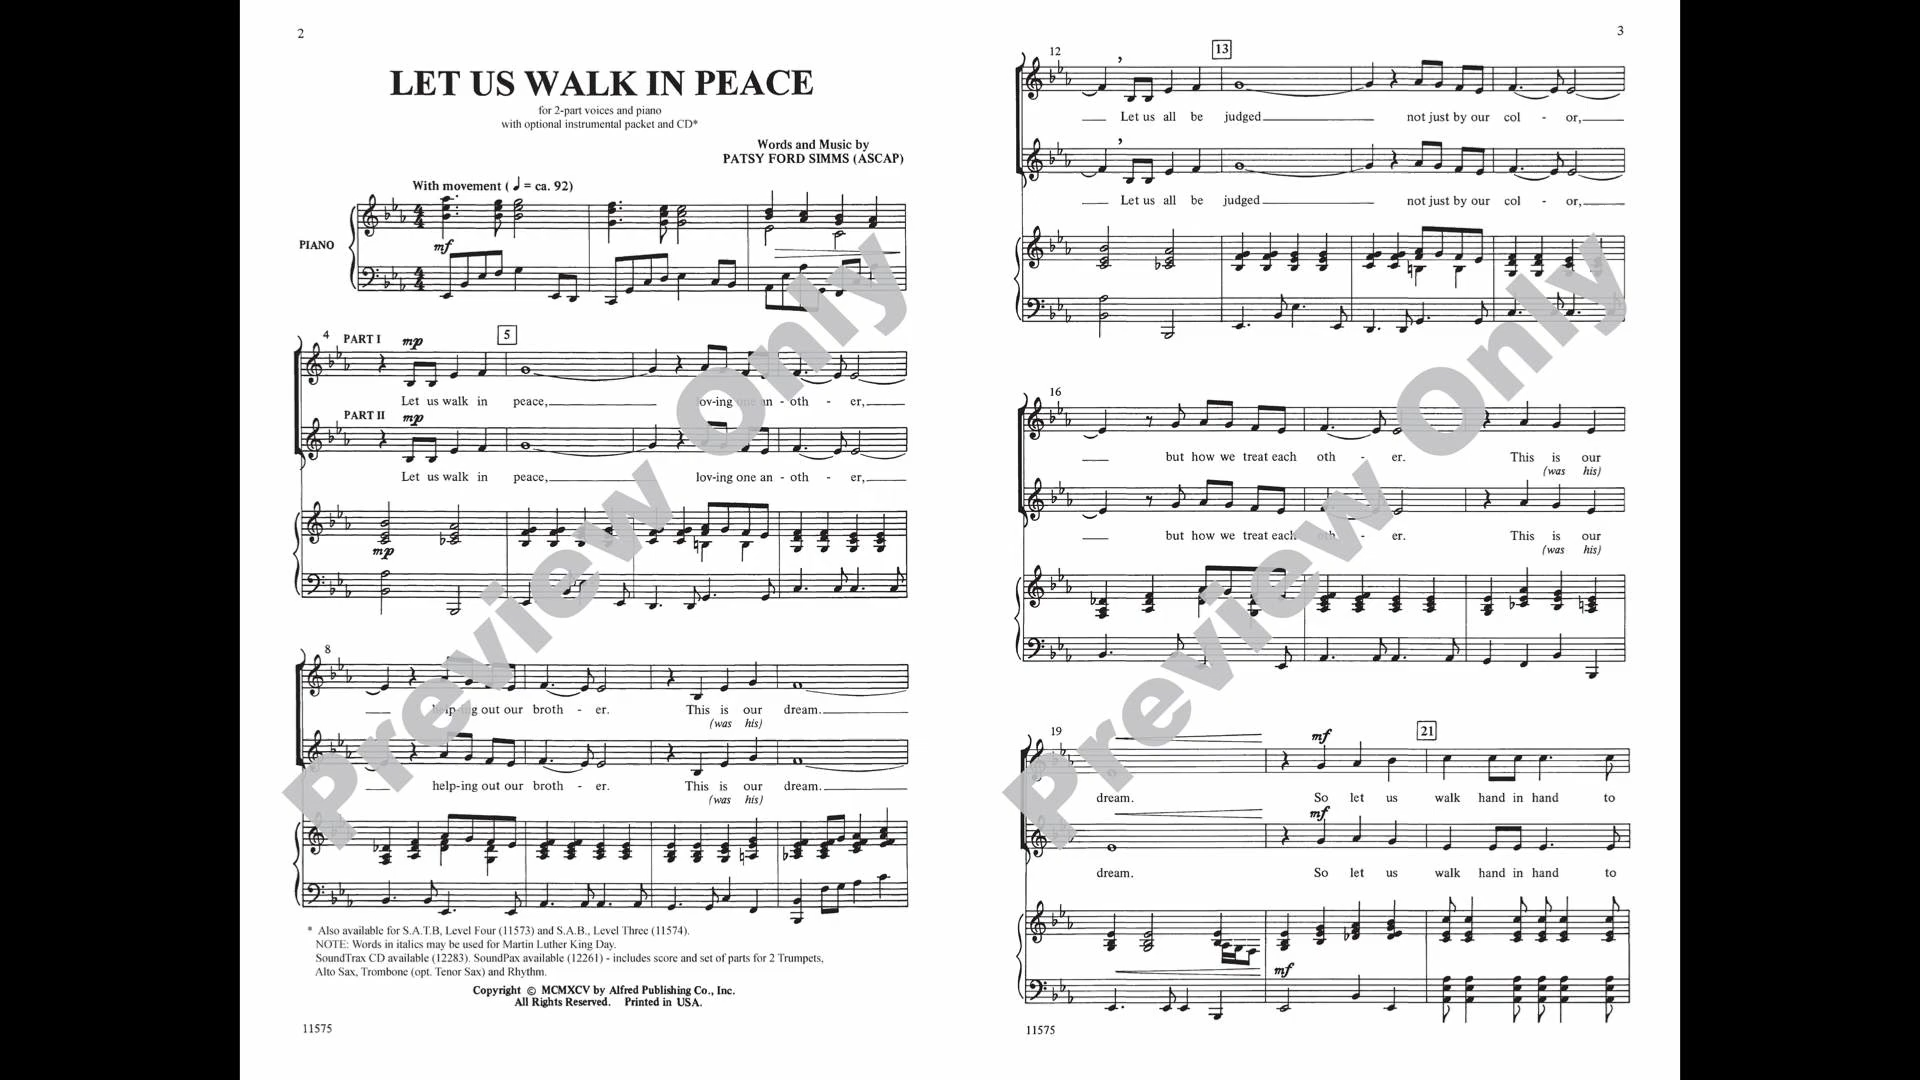 2
LET US WALK IN PEACE
for 2-part voices and piano
with optional instrumental packet and CD*
Words and Music by
PATSY FORD SIMMS (ASCAP)
With movement (♩ = ca. 92)
PIANO
mf
4 PART I mp 5
Let us walk in peace, lov-ing one an - oth - er,
PART II mp
Let us walk in peace, lov-ing one an - oth - er,
mp
8
help-ing out our broth - er. This is our dream.
(was his)
help-ing out our broth - er. This is our dream.
(was his)
* Also available for S.A.T.B, Level Four (11573) and S.A.B., Level Three (11574).
NOTE: Words in italics may be used for Martin Luther King Day.
SoundTrax CD available (12283). SoundPax available (12261) - includes score and set of parts for 2 Trumpets,
Alto Sax, Trombone (opt. Tenor Sax) and Rhythm.
Copyright © MCMXCV by Alfred Publishing Co., Inc.
All Rights Reserved. Printed in USA.
11575
Preview Only
3
12 13
Let us all be judged not just by our col - or,
Let us all be judged not just by our col - or,
16
but how we treat each oth - er. This is our
(was his)
but how we treat each oth - er. This is our
(was his)
19 mf 21
dream. So let us walk hand in hand to
mf
dream. So let us walk hand in hand to
mf
11575
Preview Only